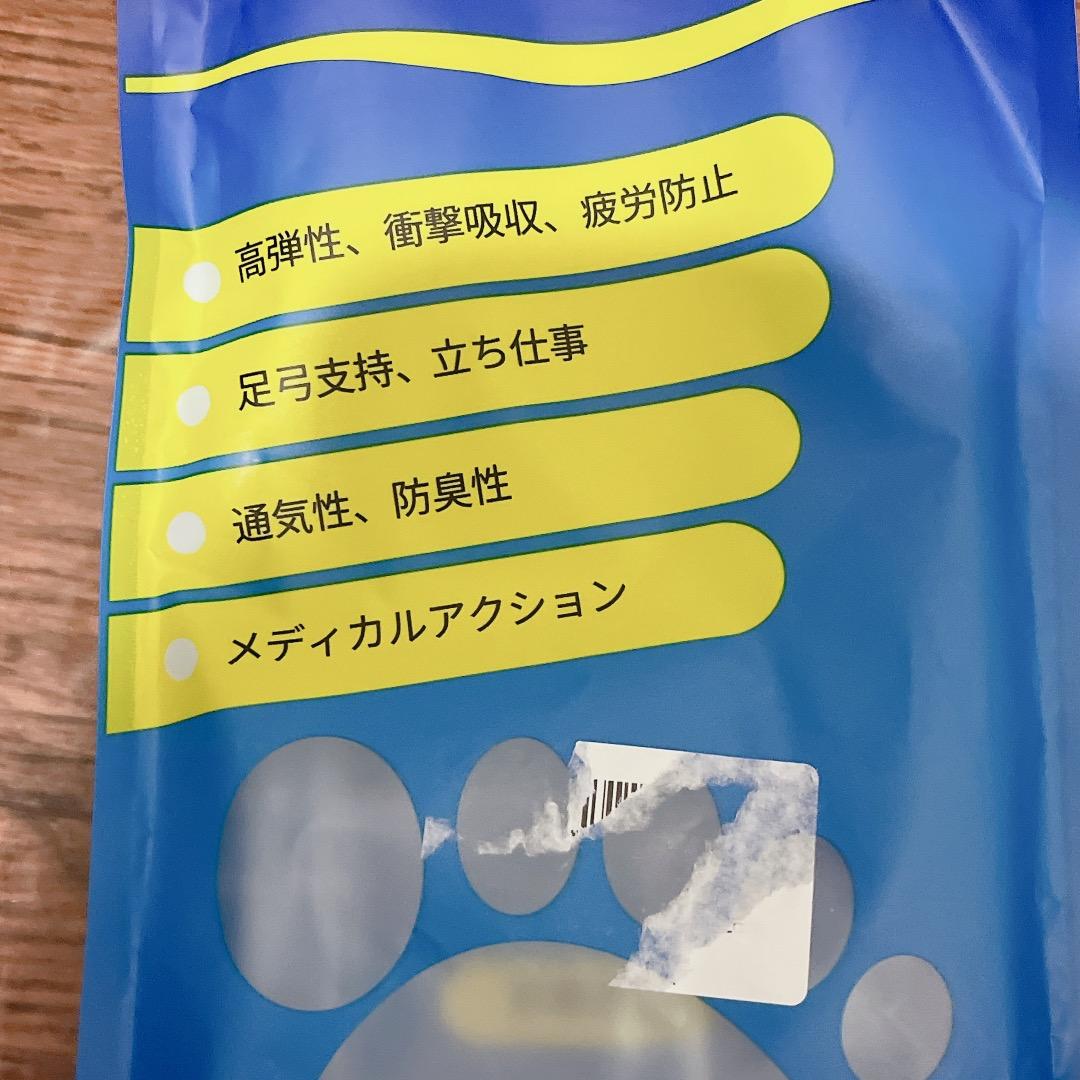 高弾性、衝撃吸収、疲労防止
足弓支持、立ち仕事
通気性、防臭性
メディカルアクション